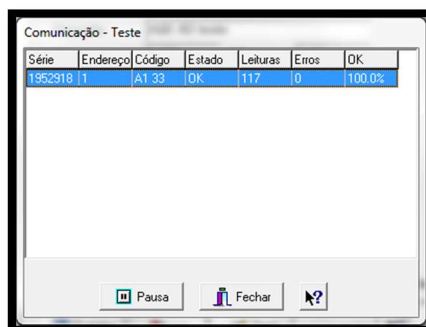 Comunicação - Teste
Série Endereço Código Estado Leituras Erros OK
1952918 1 A1 33 OK 117 0 100.0%
Pausa Fechar ?